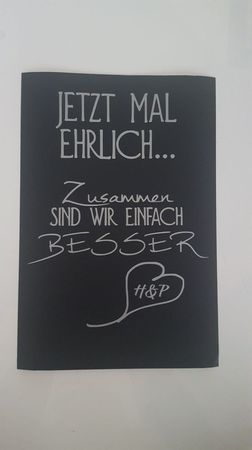 JETZT MAL
EHRLICH...
Zusammen
SIND WIR EINFACH
BESSER
H&P